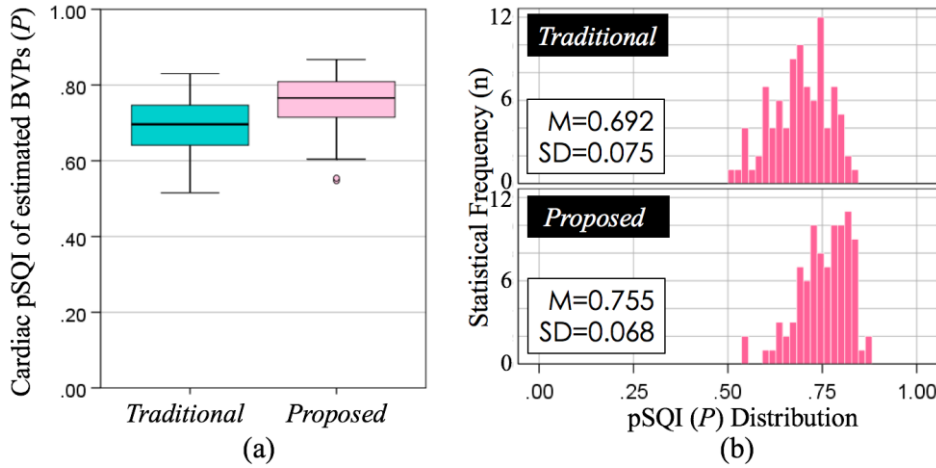 Cardiac pSQI of estimated BVPs (P)
1.00
.80
.60
.40
.20
.00
Traditional
Proposed
(a)
Statistical Frequency (n)
12
6
0
Traditional
M=0.692
SD=0.075
12
6
0
Proposed
M=0.755
SD=0.068
.00
.25
.50
.75
1.00
pSQI (P) Distribution
(b)